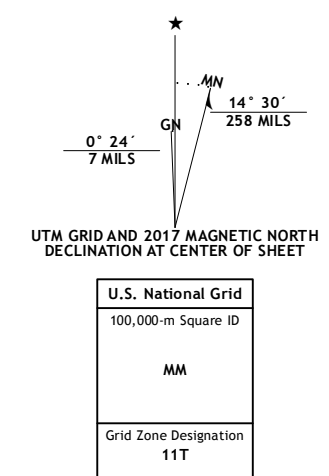 ★
MN
14° 30´
258 MILS
GN
0° 24´
7 MILS
UTM GRID AND 2017 MAGNETIC NORTH
DECLINATION AT CENTER OF SHEET
U.S. National Grid
100,000-m Square ID
MM
Grid Zone Designation
11T